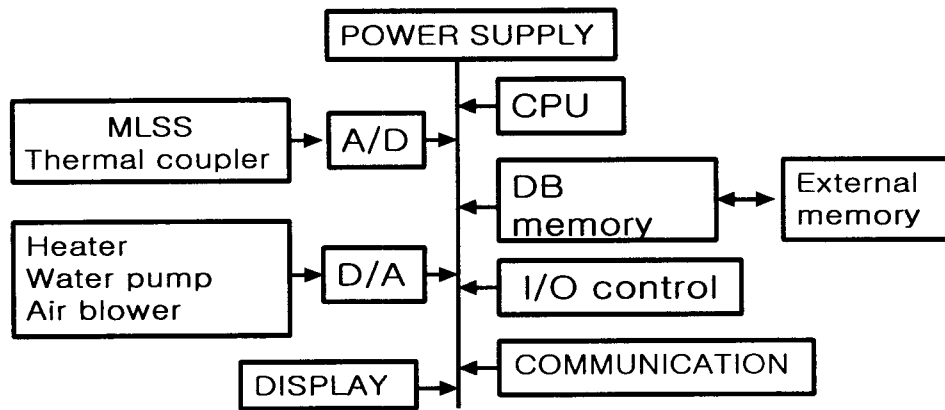 POWER SUPPLY
CPU
MLSS
Thermal coupler
A/D
DB
memory
External
memory
Heater
Water pump
Air blower
D/A
I/O control
COMMUNICATION
DISPLAY